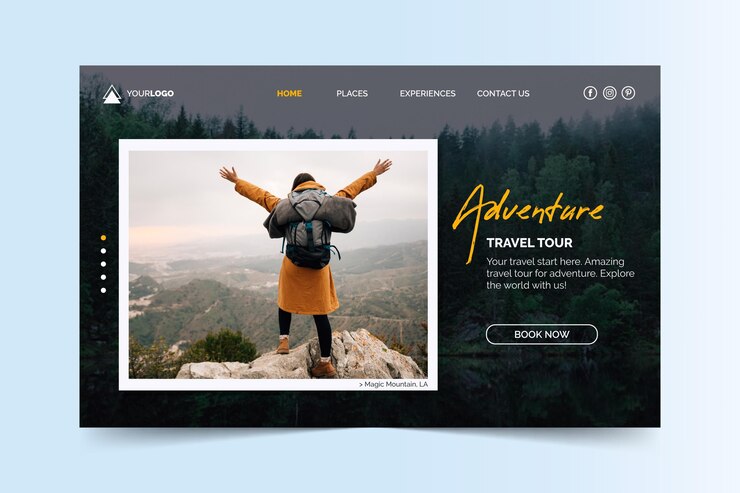 YOURLOGO
HOME PLACES EXPERIENCES CONTACT US
Adventure
TRAVEL TOUR
Your travel start here. Amazing
travel tour for adventure. Explore
the world with us!
BOOK NOW
> Magic Mountain, LA